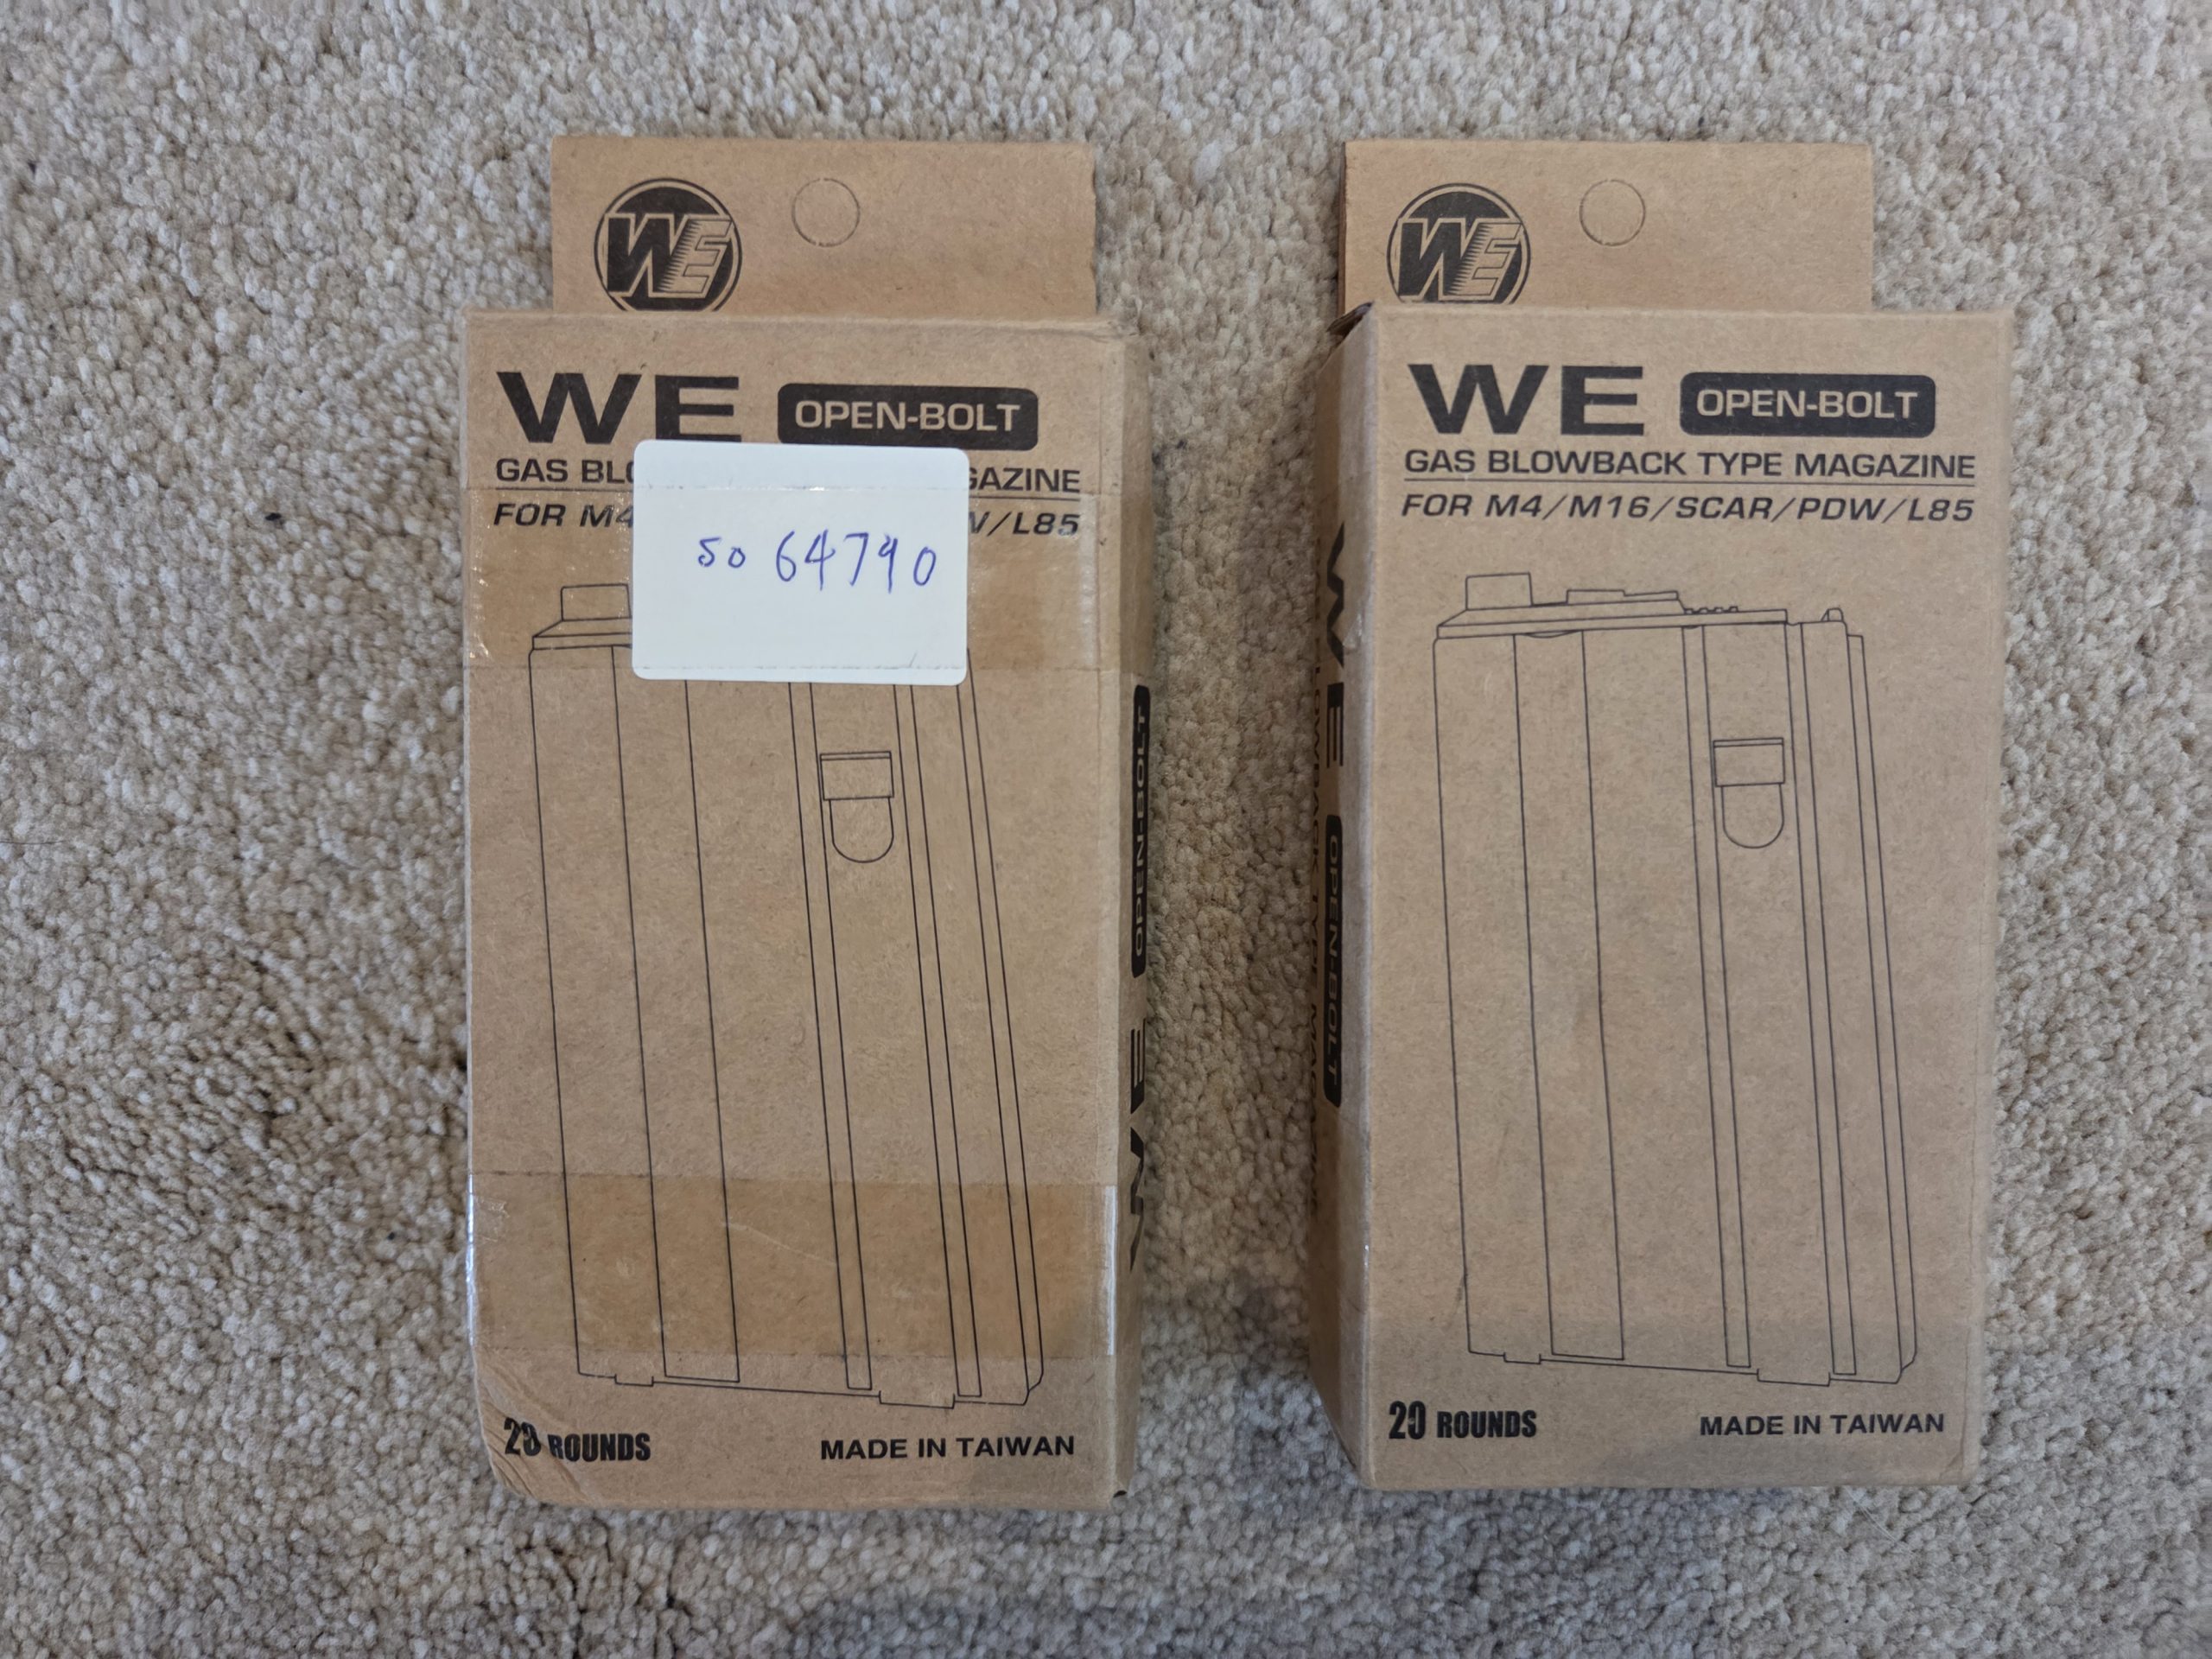 WE
WE OPEN-BOLT
GAS BLO GAZINE
FOR M4 W/L85
SO 64790
OPEN-BOLT
WE
20 ROUNDS
MADE IN TAIWAN
WE
WE OPEN-BOLT
GAS BLOWBACK TYPE MAGAZINE
FOR M4/M16/SCAR/PDW/L85
WE OPEN-BOLT
20 ROUNDS
MADE IN TAIWAN